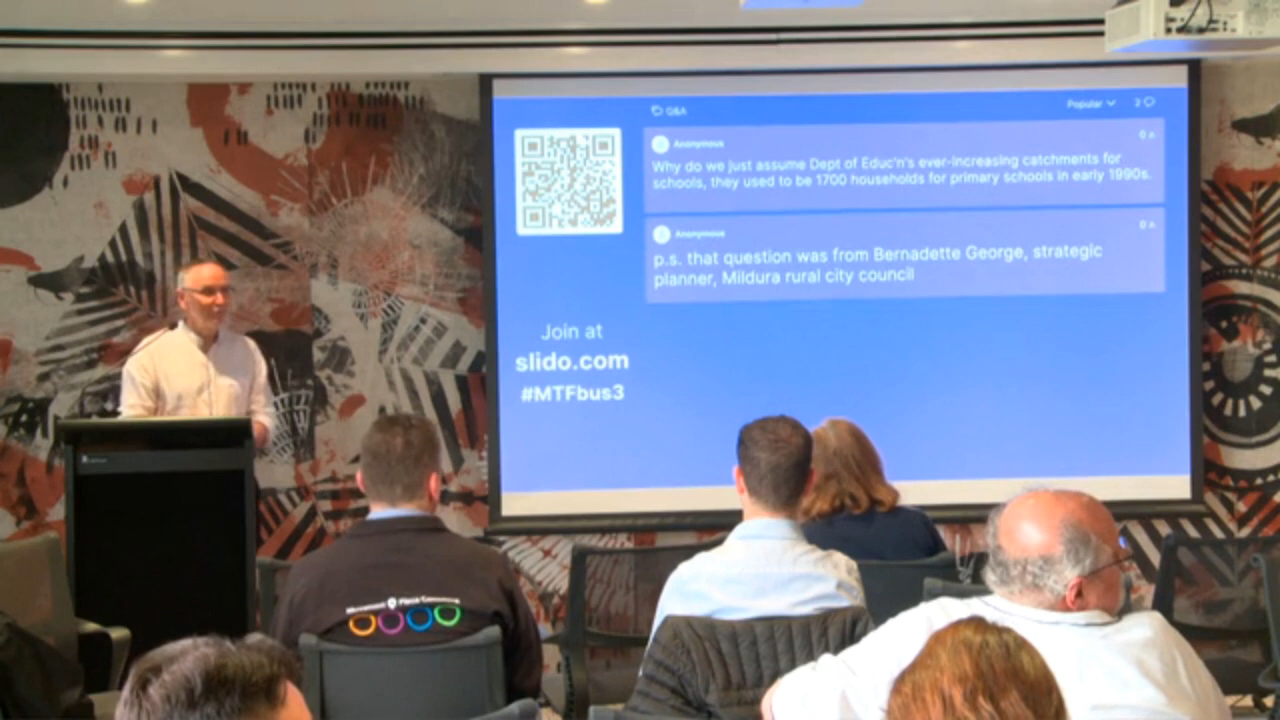 Q&A
Popular
Anonymous
0
Why do we just assume Dept of Educ'n's ever-increasing catchments for
schools, they used to be 1700 households for primary schools in early 1990s.
Anonymous
0
p.s. that question was from Bernadette George, strategic
planner, Mildura rural city council
Join at
slido.com
#MTFbus3